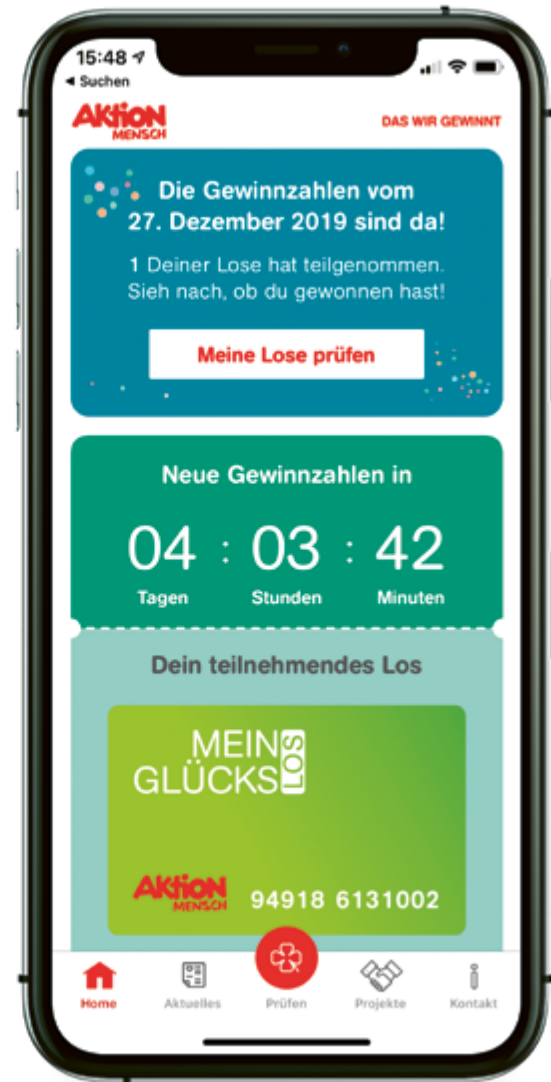 15:48
◀ Suchen
AKTION
MENSCH
DAS WIR GEWINNT
Die Gewinnzahlen vom
27. Dezember 2019 sind da!
1 Deiner Lose hat teilgenommen.
Sieh nach, ob du gewonnen hast!
Meine Lose prüfen
Neue Gewinnzahlen in
04 : 03 : 42
Tagen Stunden Minuten
Dein teilnehmendes Los
MEIN
GLÜCKS
LOS
AKTION
MENSCH
94918 6131002
Home Aktuelles Prüfen Projekte Kontakt